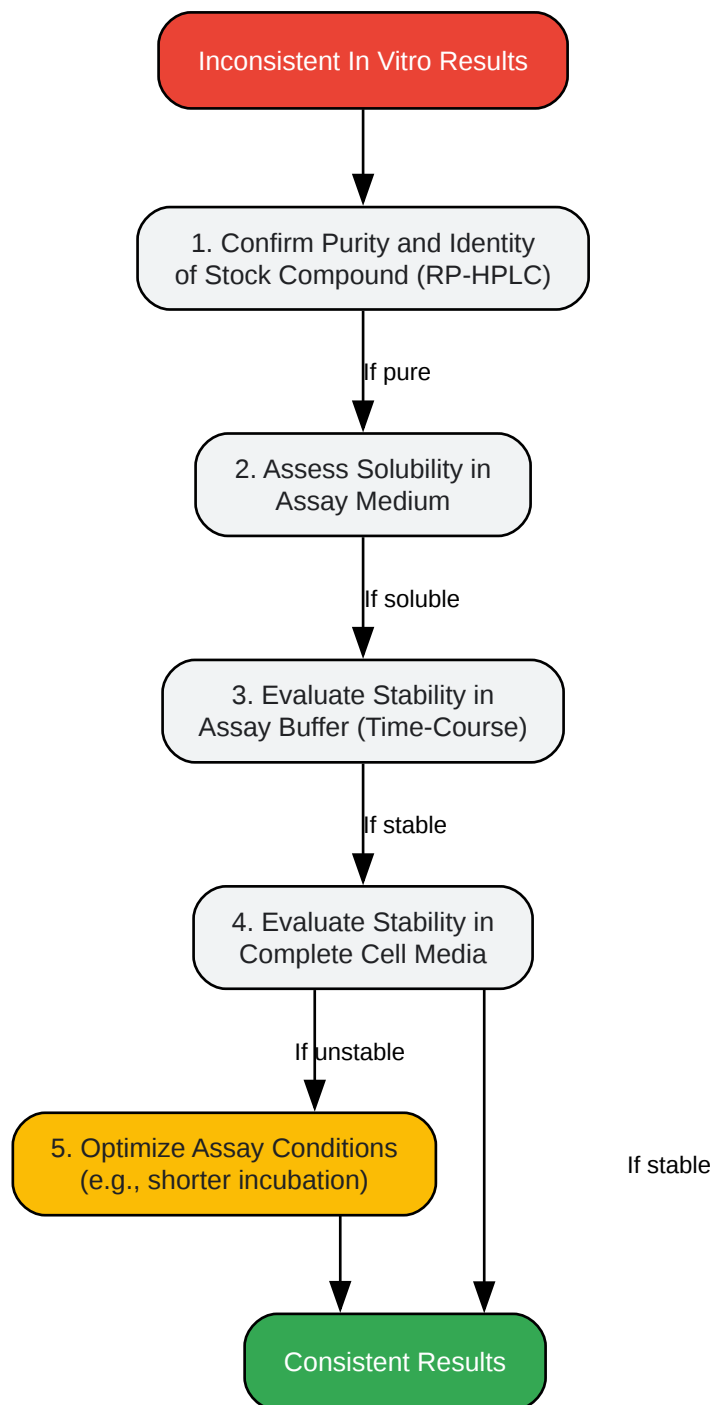 Inconsistent In Vitro Results
1. Confirm Purity and Identity
of Stock Compound (RP-HPLC)
If pure
2. Assess Solubility in
Assay Medium
If soluble
3. Evaluate Stability in
Assay Buffer (Time-Course)
If stable
4. Evaluate Stability in
Complete Cell Media
If unstable
5. Optimize Assay Conditions
(e.g., shorter incubation)
If stable
Consistent Results